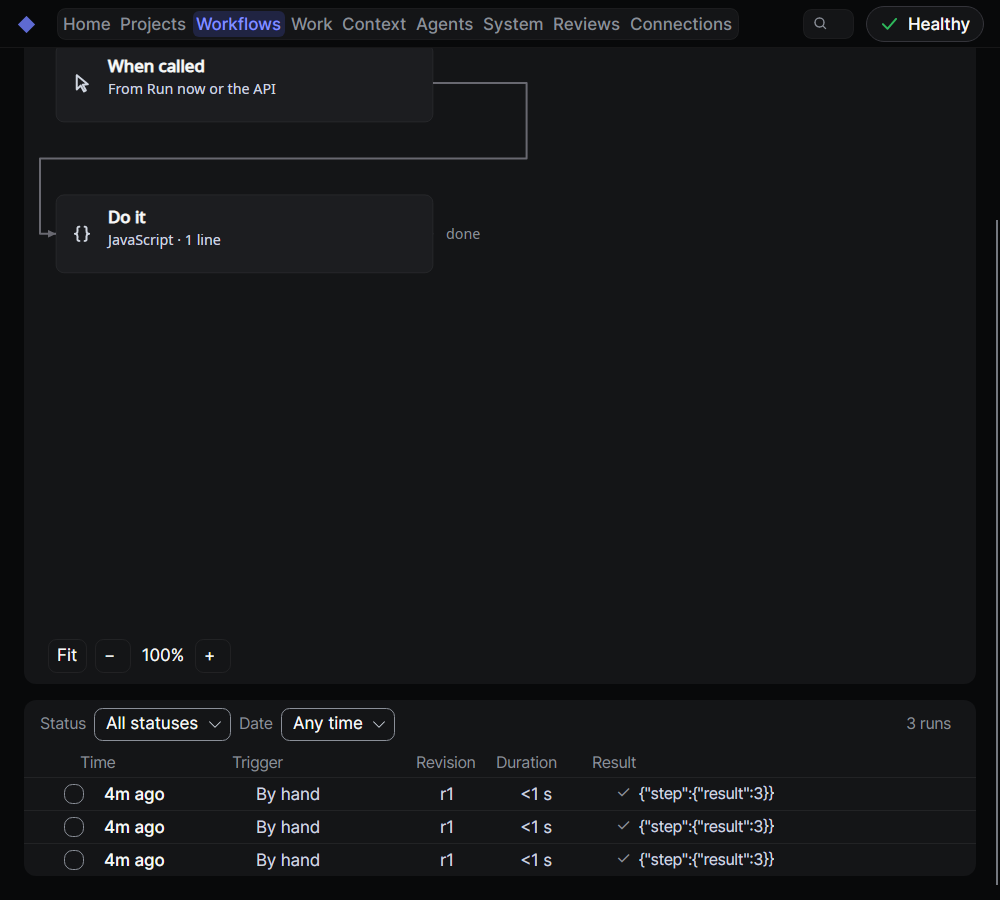 Home Projects Workflows Work Context Agents System Reviews Connections Healthy
When called
From Run now or the API
Do it
JavaScript · 1 line
done
Fit − 100% +
Status All statuses Date Any time 3 runs
Time Trigger Revision Duration Result
4m ago By hand r1 <1 s {"step":{"result":3}}
4m ago By hand r1 <1 s {"step":{"result":3}}
4m ago By hand r1 <1 s {"step":{"result":3}}